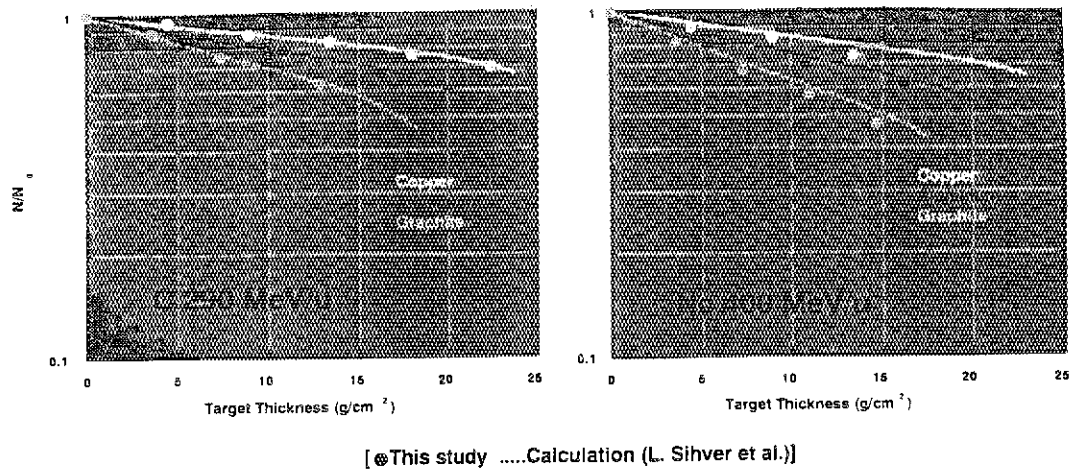 1
N/N₀
0.1
Copper
Graphite
0 5 10 15 20 25
Target Thickness (g/cm²)
1
0.1
Copper
Graphite
0 5 10 15 20 25
Target Thickness (g/cm²)
[ This study .....Calculation (L. Sihver et al.)]